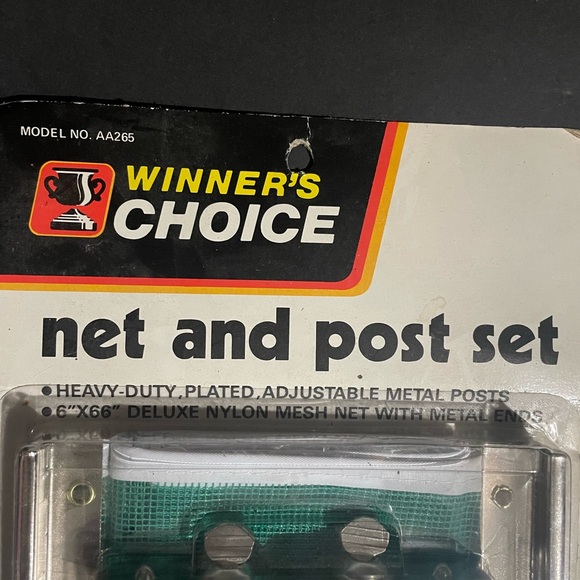 MODEL NO. AA265
WINNER'S
CHOICE
net and post set
• HEAVY-DUTY,PLATED,ADJUSTABLE METAL POSTS
• 6"X66" DELUXE NYLON MESH NET WITH METAL ENDS